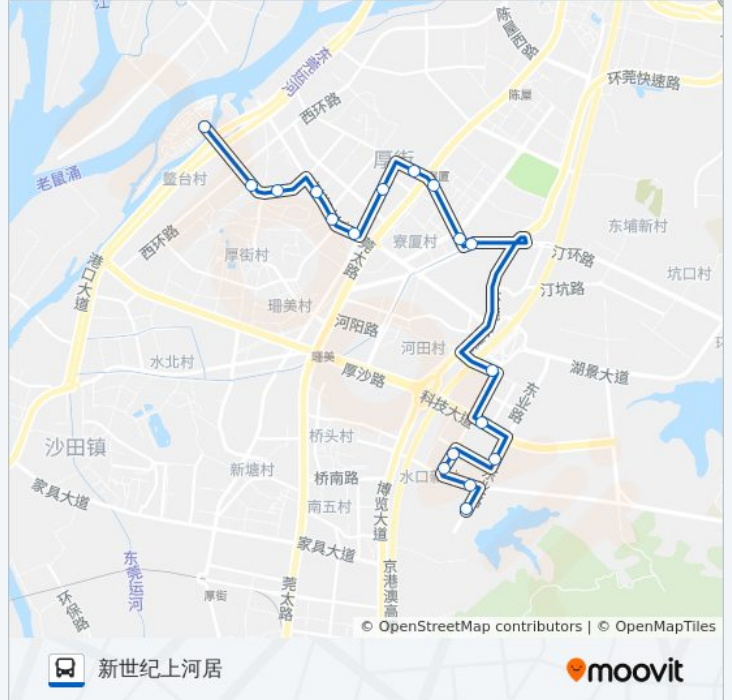 江
东莞运河
陈屋西路
环莞快速路
西环路
陈屋
厚街
老鼠涌
鳌台村
东埔新村
寮厦村
西环路
厚街村
莞太路
汀环路
坑口村
港口大道
汀坑路
珊美村
河阳路
河田村
水北村
珊美
厚沙路
湖景大道
科技大道
东业路
沙田镇
桥头村
新塘村
桥南路
水口
家具大道
南五村
博览大道
家具大道
东莞运河
京港澳高
环保路
厚街
莞太路
© OpenStreetMap contributors | © OpenMapTiles
新世纪上河居
moovit